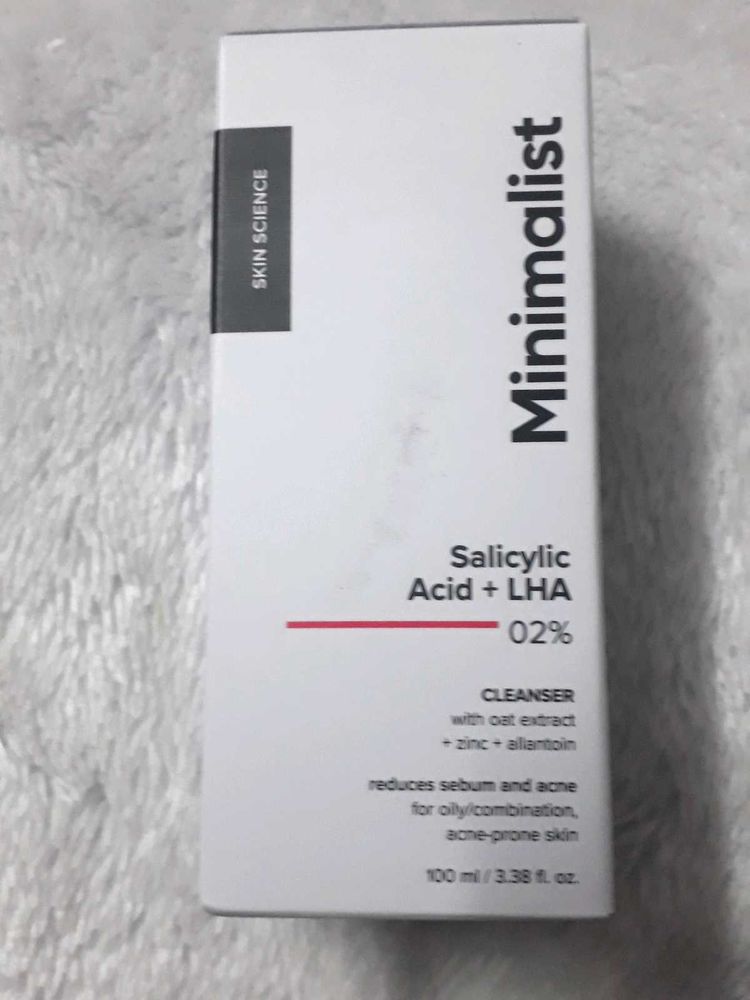 SKIN SCIENCE
Minimalist
Salicylic
Acid + LHA
02%
CLEANSER
with oat extract
+ zinc + allantoin
reduces sebum and acne
for oily/combination,
acne-prone skin
100 ml / 3.38 fl. oz.